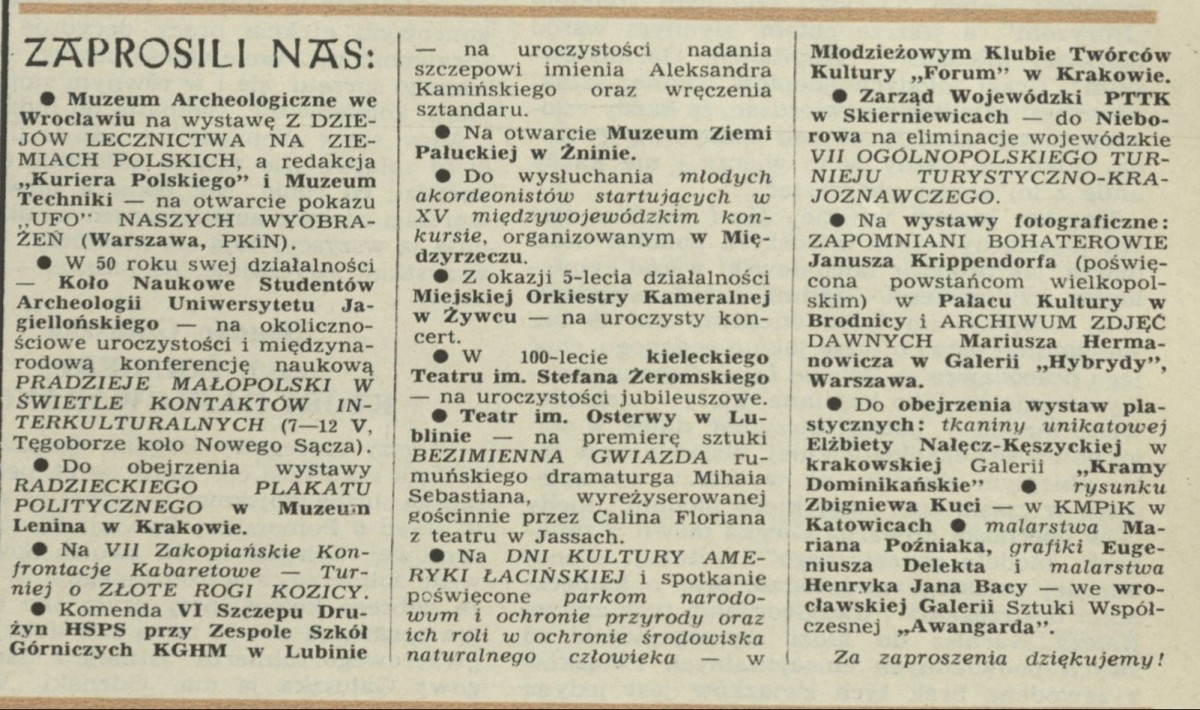 ZAPROSILI NAS:
● Muzeum Archeologiczne we
Wrocławiu na wystawę Z DZIE-
JÓW LECZNICTWA NA ZIE-
MIACH POLSKICH, a redakcja
„Kuriera Polskiego” i Muzeum
Techniki — na otwarcie pokazu
„UFO” NASZYCH WYOBRA-
ŻEŃ (Warszawa, PKiN).
● W 50 roku swej działalności
— Koło Naukowe Studentów
Archeologii Uniwersytetu Ja-
giellońskiego — na okoliczno-
ściowe uroczystości i międzyna-
rodową konferencję naukową
PRADZIEJE MAŁOPOLSKI W
ŚWIETLE KONTAKTÓW IN-
TERKULTURALNYCH (7—12 V,
Tęgoborze koło Nowego Sącza).
● Do obejrzenia wystawy
RADZIECKIEGO PLAKATU
POLITYCZNEGO w Muzeum
Lenina w Krakowie.
● Na VII Zakopiańskie Kon-
frontacje Kabaretowe — Tur-
niej o ZŁOTE ROGI KOZICY.
● Komenda VI Szczepu Dru-
żyn HSPS przy Zespole Szkół
Górniczych KGHM w Lubinie
— na uroczystości nadania
szczepowi imienia Aleksandra
Kamińskiego oraz wręczenia
sztandaru.
● Na otwarcie Muzeum Ziemi
Pałuckiej w Żninie.
● Do wysłuchania młodych
akordeonistów startujących w
XV międzywojewódzkim kon-
kursie, organizowanym w Mię-
dzyrzeczu.
● Z okazji 5-lecia działalności
Miejskiej Orkiestry Kameralnej
w Żywcu — na uroczysty kon-
cert.
● W 100-lecie kieleckiego
Teatru im. Stefana Żeromskiego
— na uroczystości jubileuszowe.
● Teatr im. Osterwy w Lu-
blinie — na premierę sztuki
BEZIMIENNA GWIAZDA ru-
muńskiego dramaturga Mihaia
Sebastiana, wyreżyserowanej
gościnnie przez Calina Floriana
z teatru w Jassach.
● Na DNI KULTURY AME-
RYKI ŁACIŃSKIEJ i spotkanie
poświęcone parkom narodo-
wum i ochronie przyrody oraz
ich roli w ochronie środowiska
naturalnego człowieka — w
Młodzieżowym Klubie Twórców
Kultury „Forum” w Krakowie.
● Zarząd Wojewódzki PTTK
w Skierniewicach — do Niebo-
rowa na eliminacje wojewódzkie
VII OGÓLNOPOLSKIEGO TUR-
NIEJU TURYSTYCZNO-KRA-
JOZNAWCZEGO.
● Na wystawy fotograficzne:
ZAPOMNIANI BOHATEROWIE
Janusza Krippendorfa (poświę-
cona powstańcom wielkopol-
skim) w Pałacu Kultury w
Brodnicy i ARCHIWUM ZDJĘĆ
DAWNYCH Mariusza Herma-
nowicza w Galerii „Hybrydy”,
Warszawa.
● Do obejrzenia wystaw pla-
stycznych: tkaniny unikatowej
Elżbiety Nałęcz-Kęszyckiej w
krakowskiej Galerii „Kramy
Dominikańskie” ● rysunku
Zbigniewa Kuci — w KMPiK w
Katowicach ● malarstwa Ma-
riana Poźniaka, grafiki Euge-
niusza Delekta i malarstwa
Henryka Jana Bacy — we wro-
cławskiej Galerii Sztuki Współ-
czesnej „Awangarda”.
Za zaproszenia dziękujemy!